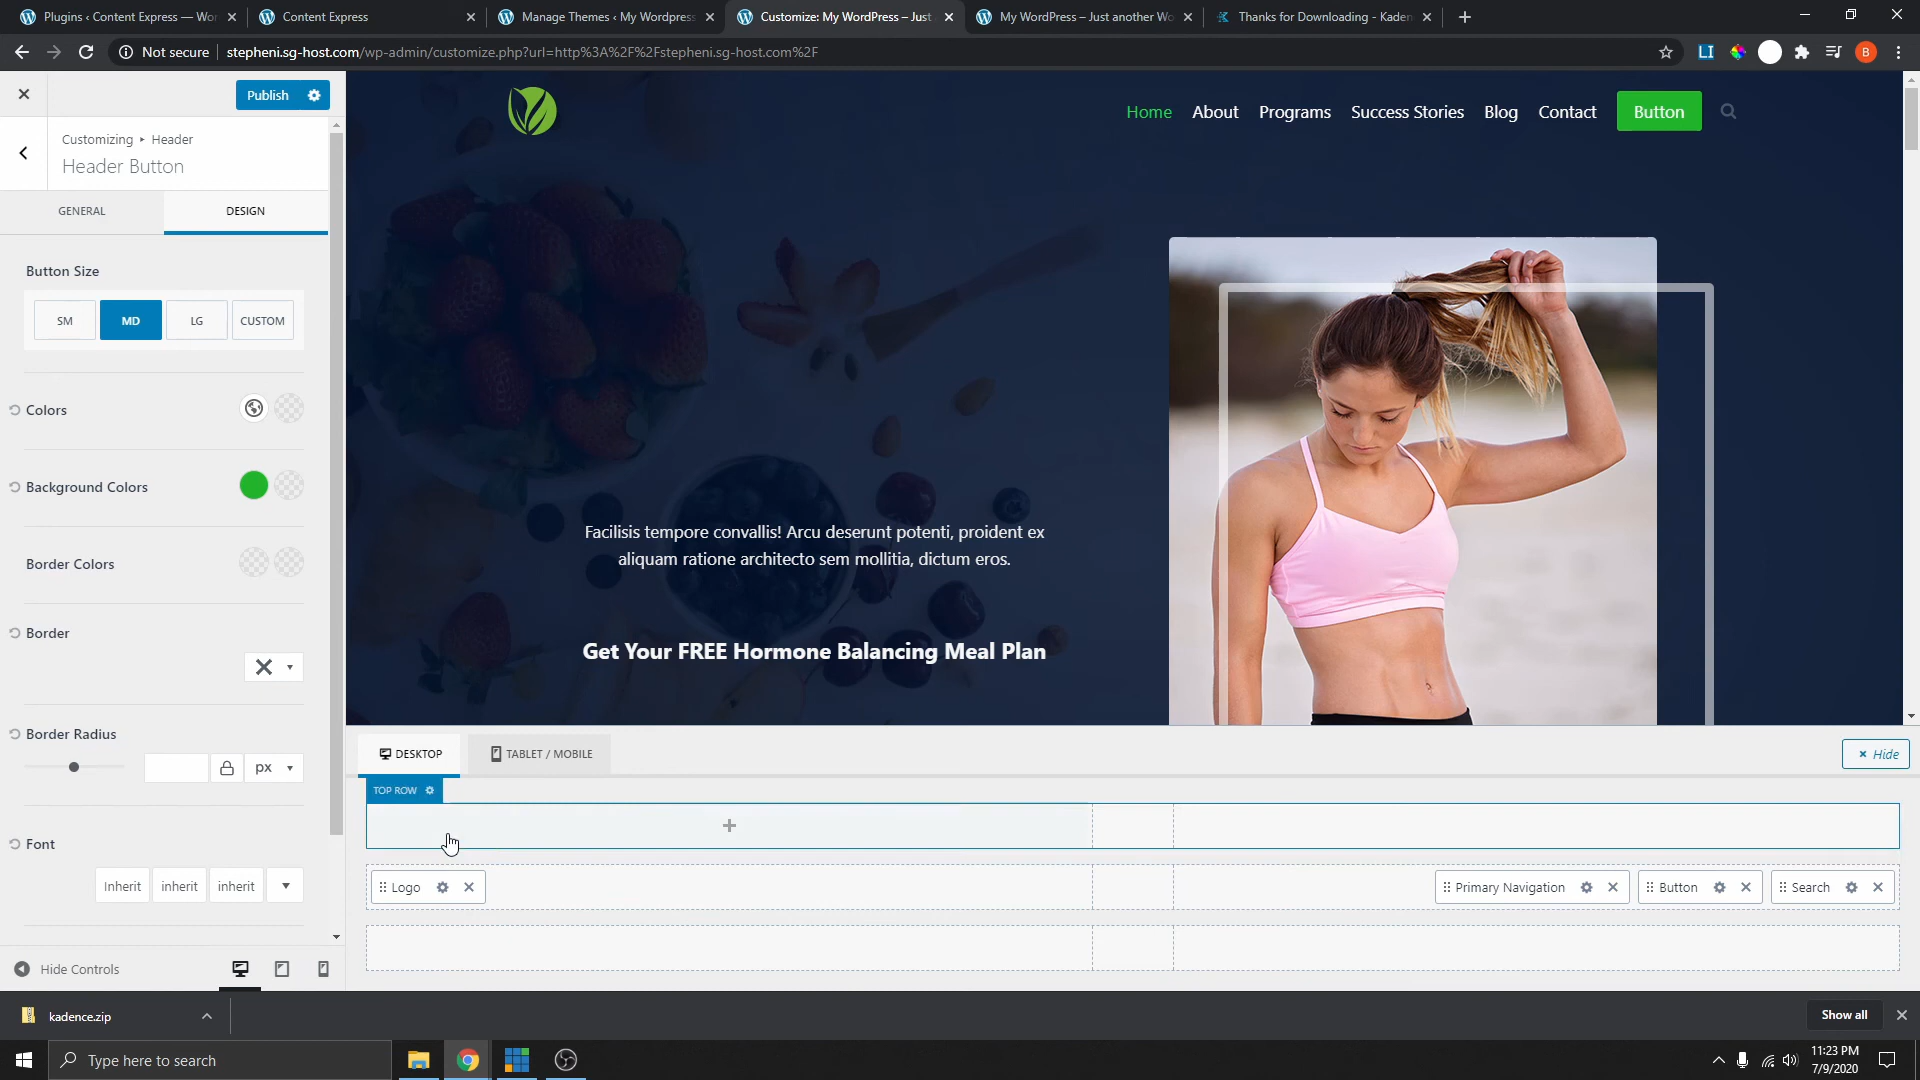 Plugins ‹ Content Express — Wor
Content Express
Manage Themes ‹ My Wordpress
Customize: My WordPress – Just
My WordPress – Just another Wo
Thanks for Downloading - Kaden
Not secure
stepheni.sg-host.com/wp-admin/customize.php?url=http%3A%2F%2Fstepheni.sg-host.com%2F
LI
B
Publish
Customizing ▸ Header
Header Button
GENERAL
DESIGN
Button Size
SM
MD
LG
CUSTOM
Colors
Background Colors
Border Colors
Border
Border Radius
px
Font
Inherit
inherit
inherit
Hide Controls
Home
About
Programs
Success Stories
Blog
Contact
Button
Facilisis tempore convallis! Arcu deserunt potenti, proident ex
aliquam ratione architecto sem mollitia, dictum eros.
Get Your FREE Hormone Balancing Meal Plan
DESKTOP
TABLET / MOBILE
Hide
TOP ROW
Logo
Primary Navigation
Button
Search
kadence.zip
Show all
Type here to search
11:23 PM
7/9/2020